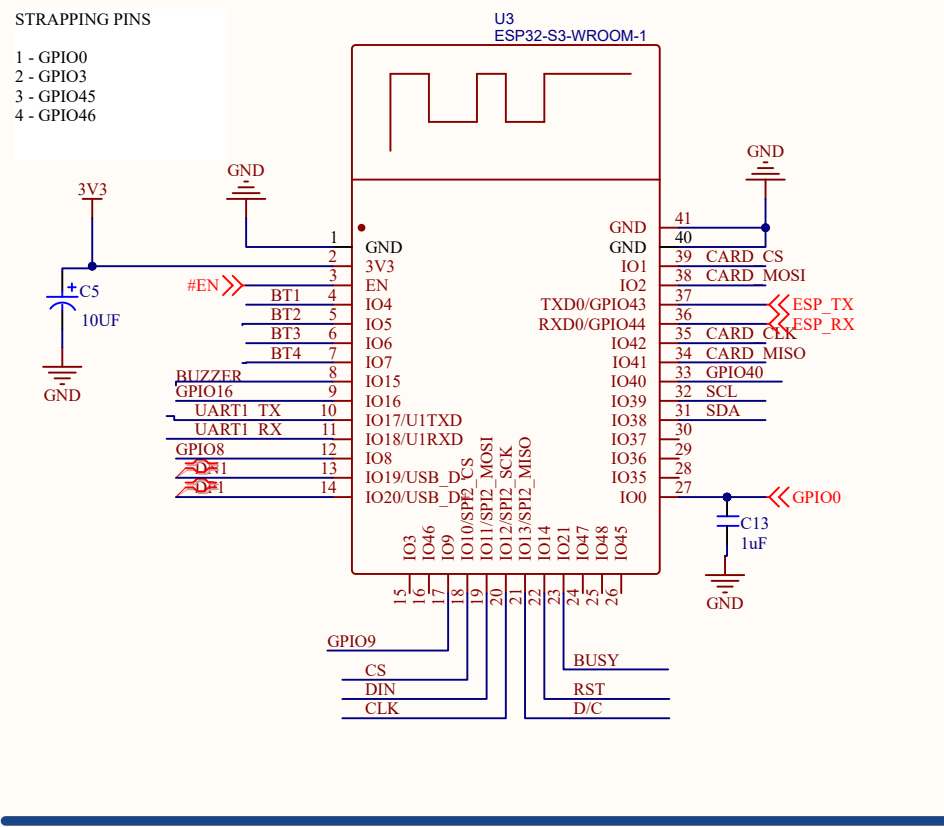 STRAPPING PINS
1 - GPIO0
2 - GPIO3
3 - GPIO45
4 - GPIO46
U3
ESP32-S3-WROOM-1
3V3
GND
C5
+
10UF
GND
#EN
BT1
BT2
BT3
BT4
BUZZER
GPIO16
UART1_TX
UART1_RX
GPIO8
1 GND
2 3V3
3 EN
4 IO4
5 IO5
6 IO6
7 IO7
8 IO15
9 IO16
10 IO17/U1TXD
11 IO18/U1RXD
12 IO8
13 IO19/USB_D-
14 IO20/USB_D+
GND
GND 41
GND 40
IO1 39 CARD_CS
IO2 38 CARD_MOSI
TXD0/GPIO43 37 ESP_TX
RXD0/GPIO44 36 ESP_RX
IO42 35 CARD_CLK
IO41 34 CARD_MISO
IO40 33 GPIO40
IO39 32 SCL
IO38 31 SDA
IO37 30
IO36 29
IO35 28
IO0 27 GPIO0
C13
1uF
GND
IO3 15
IO46 16
IO9 17
IO10/SPI2_CS 18
IO11/SPI2_MOSI 19
IO12/SPI2_SCK 20
IO13/SPI2_MISO 21
IO14 22
IO21 23
IO47 24
IO48 25
IO45 26
GPIO9
CS
DIN
CLK
BUSY
RST
D/C